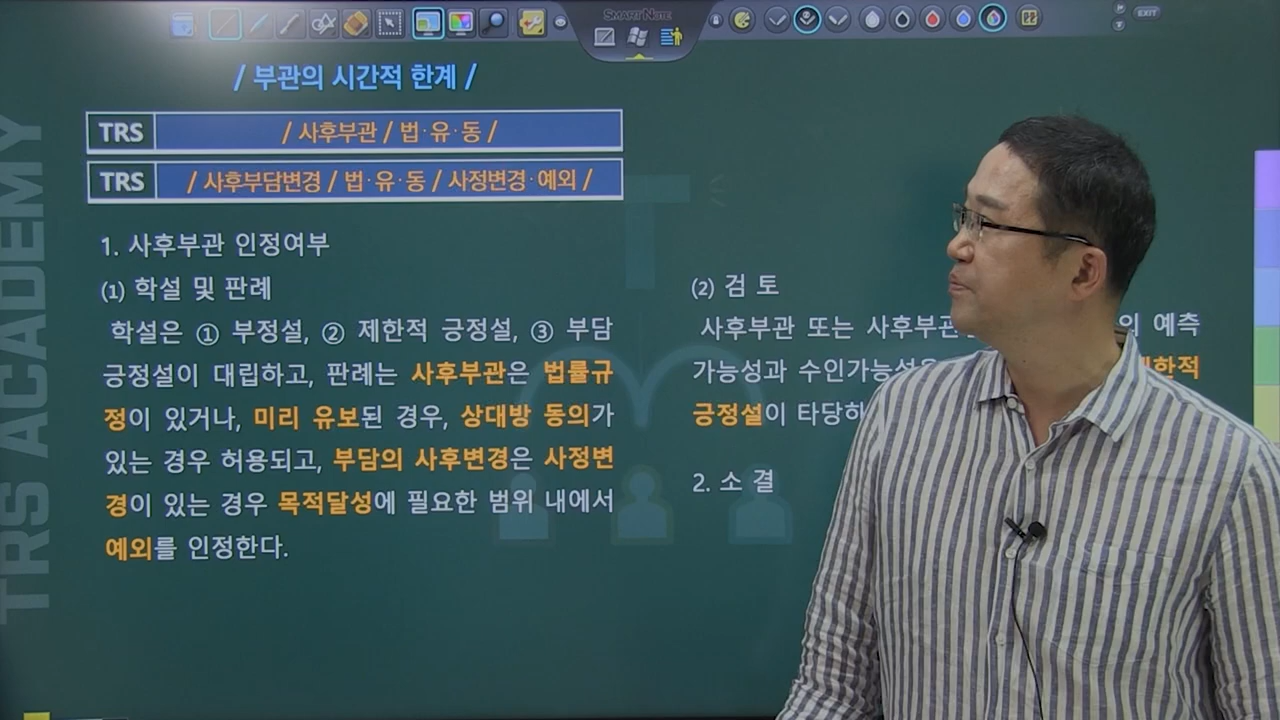 SMARTNOTE
EXIT
/ 부관의 시간적 한계 /
TRS / 사후부관 / 법·유·동 /
TRS / 사후부담변경 / 법·유·동 / 사정변경·예외 /
1. 사후부관 인정여부
(1) 학설 및 판례
학설은 ① 부정설, ② 제한적 긍정설, ③ 부담
긍정설이 대립하고, 판례는 사후부관은 법률규
정이 있거나, 미리 유보된 경우, 상대방 동의가
있는 경우 허용되고, 부담의 사후변경은 사정변
경이 있는 경우 목적달성에 필요한 범위 내에서
예외를 인정한다.
(2) 검 토
사후부관 또는 사후부관 예측
가능성과 수인가능성을 제한적
긍정설이 타당하
2. 소 결
TRS ACADEMY